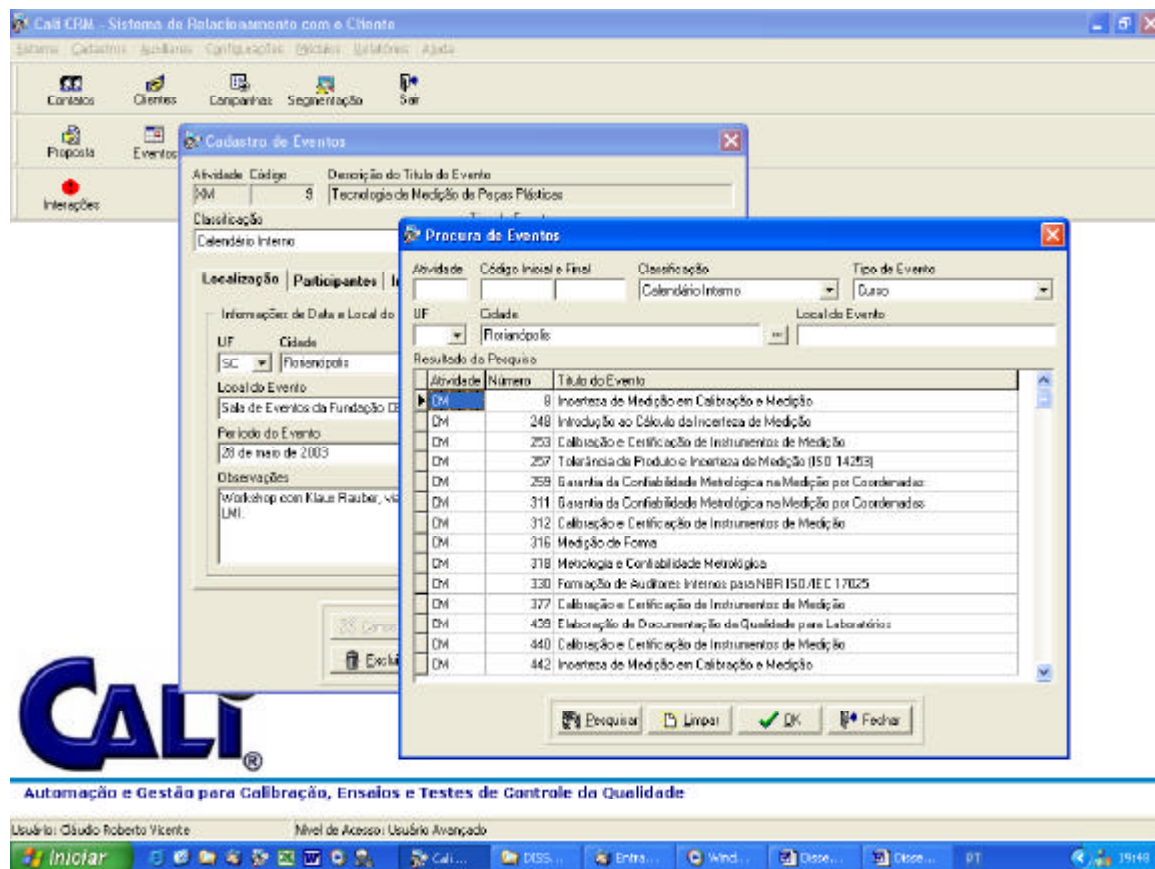 Cali CRM - Sistema de Relacionamento com o Cliente
Sistema Cadastros Auxiliares Configurações Módulos Relatórios Ajuda
Contatos Clientes Campanhas Segmentação Sair
Proposta Eventos
Interações
Cadastro de Eventos
Atividade Código Descrição do Título do Evento
XM 9 Tecnologia de Medição de Peças Plásticas
Classificação
Calendário Interno
Localização Participantes
Informações de Data e Local do
UF Cidade
SC Florianópolis
Local do Evento
Sala de Eventos da Fundação
Período do Evento
28 de maio de 2003
Observações
Workshop com Klaus Rauber, via
LMI.
Exclui
Procura de Eventos
Atividade Código Inicial e Final Classificação Tipo de Evento
Calendário Interno Curso
UF Cidade Local do Evento
Florianópolis ...
Resultado da Pesquisa
Atividade Número Título do Evento
CM 8 Incerteza de Medição em Calibração e Medição
CM 248 Introdução ao Cálculo da Incerteza de Medição
CM 253 Calibração e Certificação de Instrumentos de Medição
CM 257 Tolerância de Produto e Incerteza de Medição (ISO 14253)
CM 259 Garantia da Confiabilidade Metrológica na Medição por Coordenadas
CM 311 Garantia da Confiabilidade Metrológica na Medição por Coordenadas
CM 312 Calibração e Certificação de Instrumentos de Medição
CM 316 Medição de Forma
CM 318 Metrologia e Confiabilidade Metrológica
CM 330 Formação de Auditores Internos para NBR ISO/IEC 17025
CM 377 Calibração e Certificação de Instrumentos de Medição
CM 439 Elaboração de Documentação da Qualidade para Laboratórios
CM 440 Calibração e Certificação de Instrumentos de Medição
CM 442 Incerteza de Medição em Calibração e Medição
Pesquisar Limpar OK Fechar
CALI ®
Automação e Gestão para Calibração, Ensaios e Testes de Controle da Qualidade
Usuário: Cláudio Roberto Vicente Nível de Acesso: Usuário Avançado
Iniciar Cali... DISS... Entra... Wind... Disse... Disse... PT 19:48